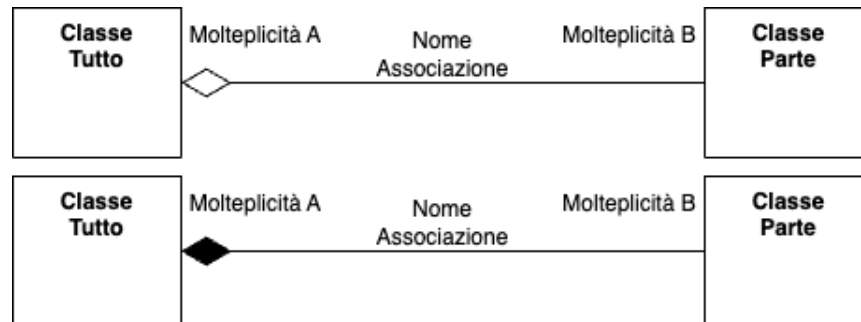 Classe
Tutto
Molteplicità A
Nome
Associazione
Molteplicità B
Classe
Parte
Classe
Tutto
Molteplicità A
Nome
Associazione
Molteplicità B
Classe
Parte